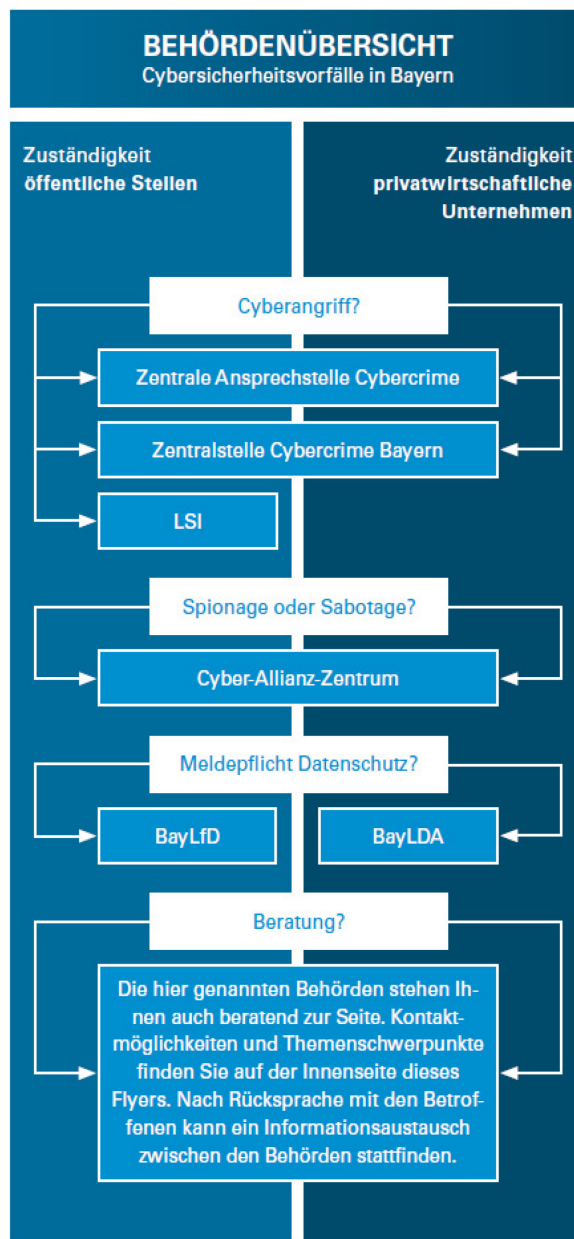 BEHÖRDENÜBERSICHT
Cybersicherheitsvorfälle in Bayern
Zuständigkeit
öffentliche Stellen
Zuständigkeit
privatwirtschaftliche
Unternehmen
Cyberangriff?
Zentrale Ansprechstelle Cybercrime
Zentralstelle Cybercrime Bayern
LSI
Spionage oder Sabotage?
Cyber-Allianz-Zentrum
Meldepflicht Datenschutz?
BayLfD
BayLDA
Beratung?
Die hier genannten Behörden stehen Ih-
nen auch beratend zur Seite. Kontakt-
möglichkeiten und Themenschwerpunkte
finden Sie auf der Innenseite dieses
Flyers. Nach Rücksprache mit den Betrof-
fenen kann ein Informationsaustausch
zwischen den Behörden stattfinden.